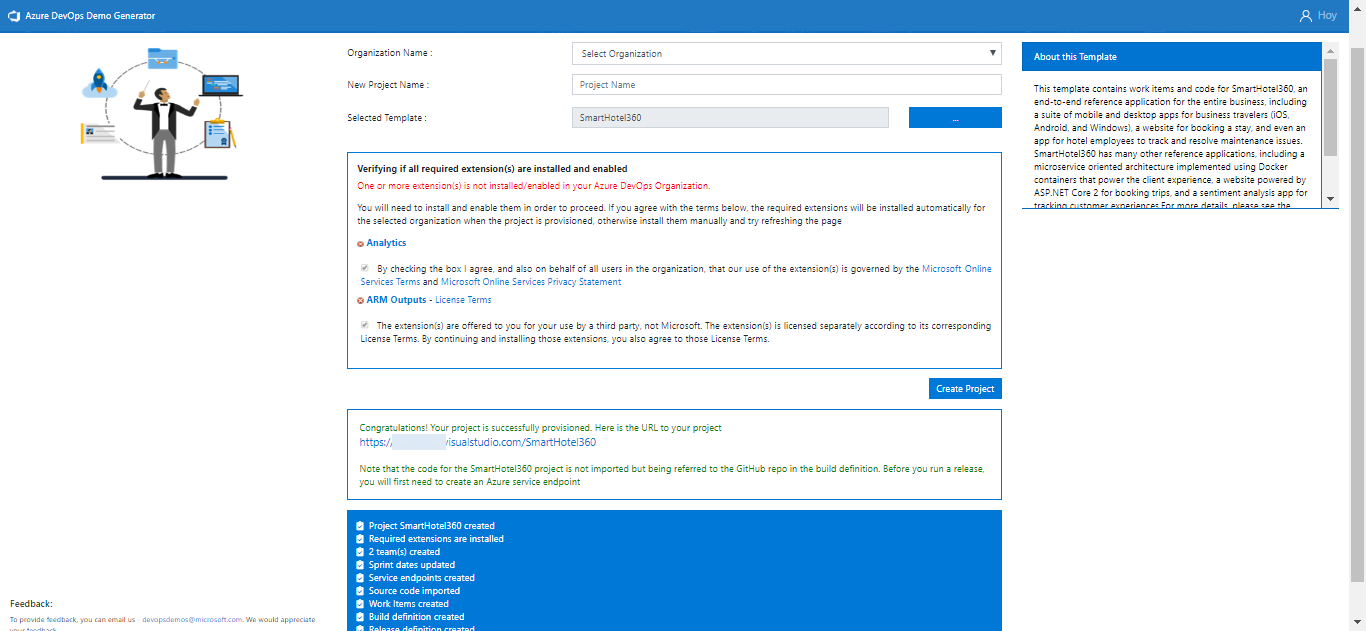 Azure DevOps Demo Generator
Hoy
Organization Name :
Select Organization
New Project Name :
Project Name
Selected Template :
SmartHotel360
...
About this Template
This template contains work items and code for SmartHotel360, an
end-to-end reference application for the entire business, including
a suite of mobile and desktop apps for business travelers (iOS,
Android, and Windows), a website for booking a stay, and even an
app for hotel employees to track and resolve maintenance issues.
SmartHotel360 has many other reference applications, including a
microservice oriented architecture implemented using Docker
containers that power the client experience, a website powered by
ASP.NET Core 2 for booking trips, and a sentiment analysis app for
tracking customer experiences.For more details, please see the
Verifying if all required extension(s) are installed and enabled
One or more extension(s) is not installed/enabled in your Azure DevOps Organization.
You will need to install and enable them in order to proceed. If you agree with the terms below, the required extensions will be installed automatically for
the selected organization when the project is provisioned, otherwise install them manually and try refreshing the page
Analytics
By checking the box I agree, and also on behalf of all users in the organization, that our use of the extension(s) is governed by the Microsoft Online
Services Terms and Microsoft Online Services Privacy Statement
ARM Outputs - License Terms
The extension(s) are offered to you for your use by a third party, not Microsoft. The extension(s) is licensed separately according to its corresponding
License Terms. By continuing and installing those extensions, you also agree to those License Terms.
Create Project
Congratulations! Your project is successfully provisioned. Here is the URL to your project
https:/ visualstudio.com/SmartHotel360
Note that the code for the SmartHotel360 project is not imported but being referred to the GitHub repo in the build definition. Before you run a release,
you will first need to create an Azure service endpoint
Project SmartHotel360 created
Required extensions are installed
2 team(s) created
Sprint dates updated
Service endpoints created
Source code imported
Work Items created
Build definition created
Release definition created
Feedback:
To provide feedback, you can email us devopsdemos@microsoft.com. We would appreciate
your feedback